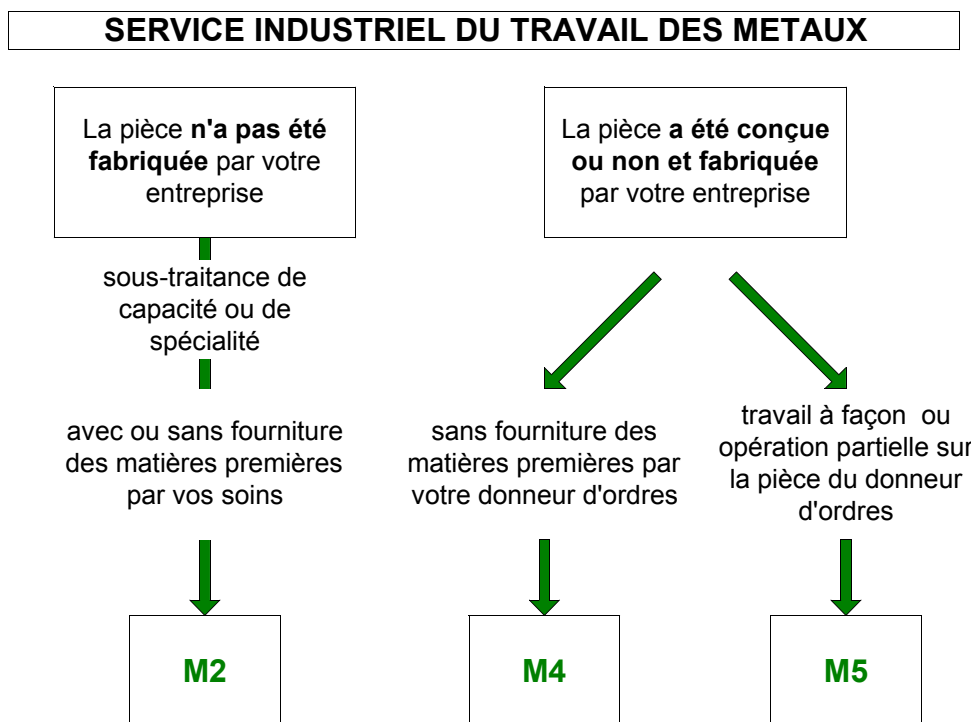 SERVICE INDUSTRIEL DU TRAVAIL DES METAUX
La pièce n'a pas été
fabriquée par votre
entreprise
La pièce a été conçue
ou non et fabriquée
par votre entreprise
sous-traitance de
capacité ou de
spécialité
avec ou sans fourniture
des matières premières
par vos soins
sans fourniture des
matières premières par
votre donneur d'ordres
travail à façon ou
opération partielle sur
la pièce du donneur
d'ordres
M2
M4
M5